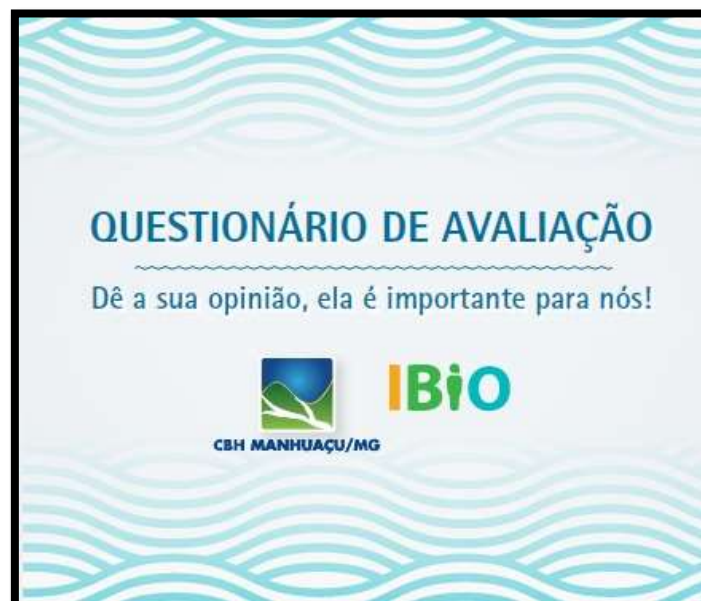 QUESTIONÁRIO DE AVALIAÇÃO
Dê a sua opinião, ela é importante para nós!
IBiO
CBH MANHUAÇU/MG